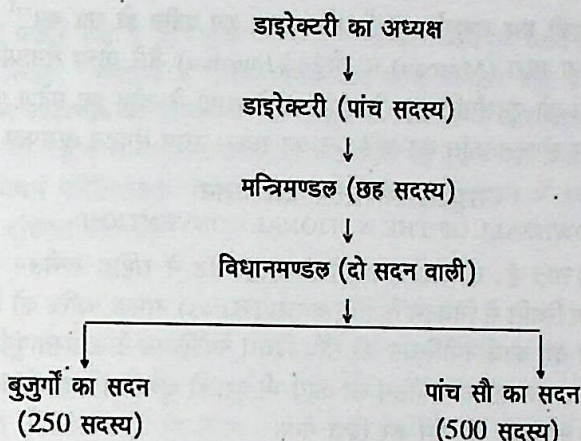 डाइरेक्टरी का अध्यक्ष
डाइरेक्टरी (पांच सदस्य)
मन्त्रिमण्डल (छह सदस्य)
विधानमण्डल (दो सदन वाली)
बुजुर्गों का सदन
(250 सदस्य)
पांच सौ का सदन
(500 सदस्य)